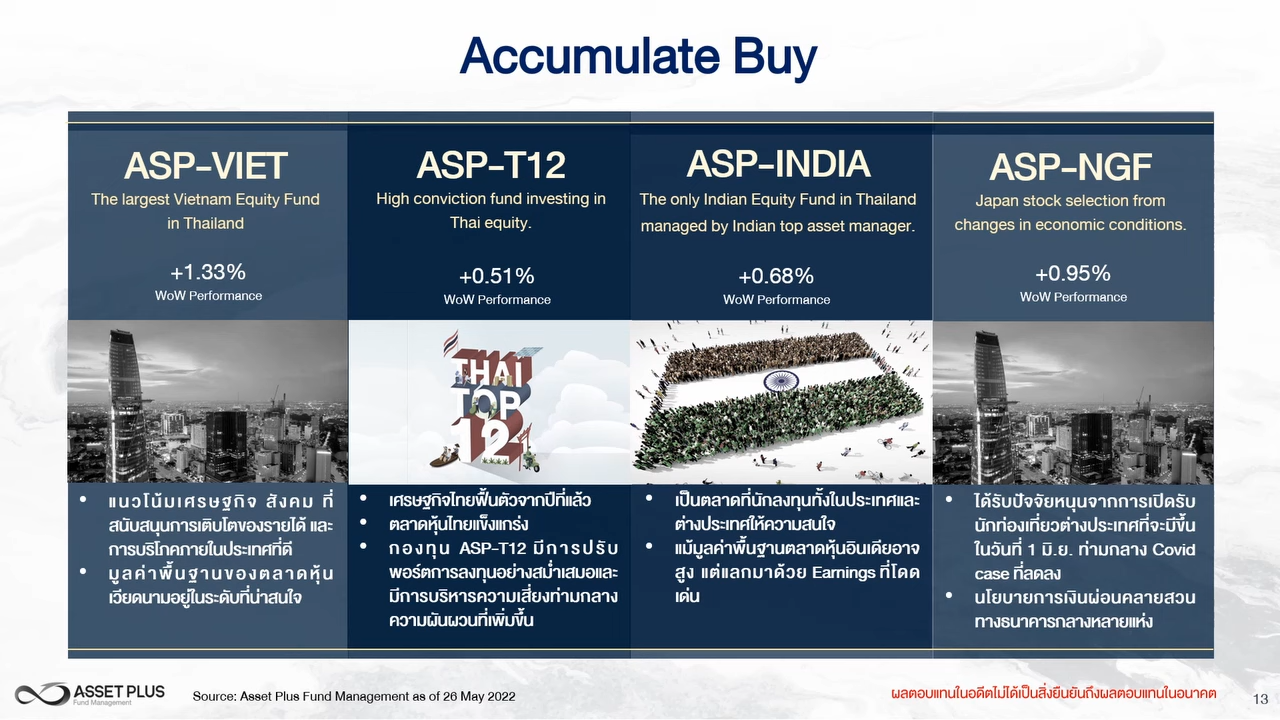 Accumulate Buy
ASP-VIET
The largest Vietnam Equity Fund
in Thailand
+1.33%
WoW Performance
• แนวโน้มเศรษฐกิจ สังคม ที่
สนับสนุนการเติบโตของรายได้ และ
การบริโภคภายในประเทศที่ดี
• มูลค่าพื้นฐานของตลาดหุ้น
เวียดนามอยู่ในระดับที่น่าสนใจ
ASP-T12
High conviction fund investing in
Thai equity.
+0.51%
WoW Performance
THAI
TOP
12
• เศรษฐกิจไทยฟื้นตัวจากปีที่แล้ว
• ตลาดหุ้นไทยแข็งแกร่ง
• กองทุน ASP-T12 มีการปรับ
พอร์ตการลงทุนอย่างสม่ำเสมอและ
มีการบริหารความเสี่ยงท่ามกลาง
ความผันผวนที่เพิ่มขึ้น
ASP-INDIA
The only Indian Equity Fund in Thailand
managed by Indian top asset manager.
+0.68%
WoW Performance
• เป็นตลาดที่นักลงทุนทั้งในประเทศและ
ต่างประเทศให้ความสนใจ
• แม้มูลค่าพื้นฐานตลาดหุ้นอินเดียอาจ
สูง แต่แลกมาด้วย Earnings ที่โดด
เด่น
ASP-NGF
Japan stock selection from
changes in economic conditions.
+0.95%
WoW Performance
• ได้รับปัจจัยหนุนจากการเปิดรับ
นักท่องเที่ยวต่างประเทศที่จะมีขึ้น
ในวันที่ 1 มิ.ย. ท่ามกลาง Covid
case ที่ลดลง
• นโยบายการเงินผ่อนคลายสวน
ทางธนาคารกลางหลายแห่ง
ASSET PLUS
Fund Management
Source: Asset Plus Fund Management as of 26 May 2022
ผลตอบแทนในอดีตไม่ได้เป็นสิ่งยืนยันถึงผลตอบแทนในอนาคต
13